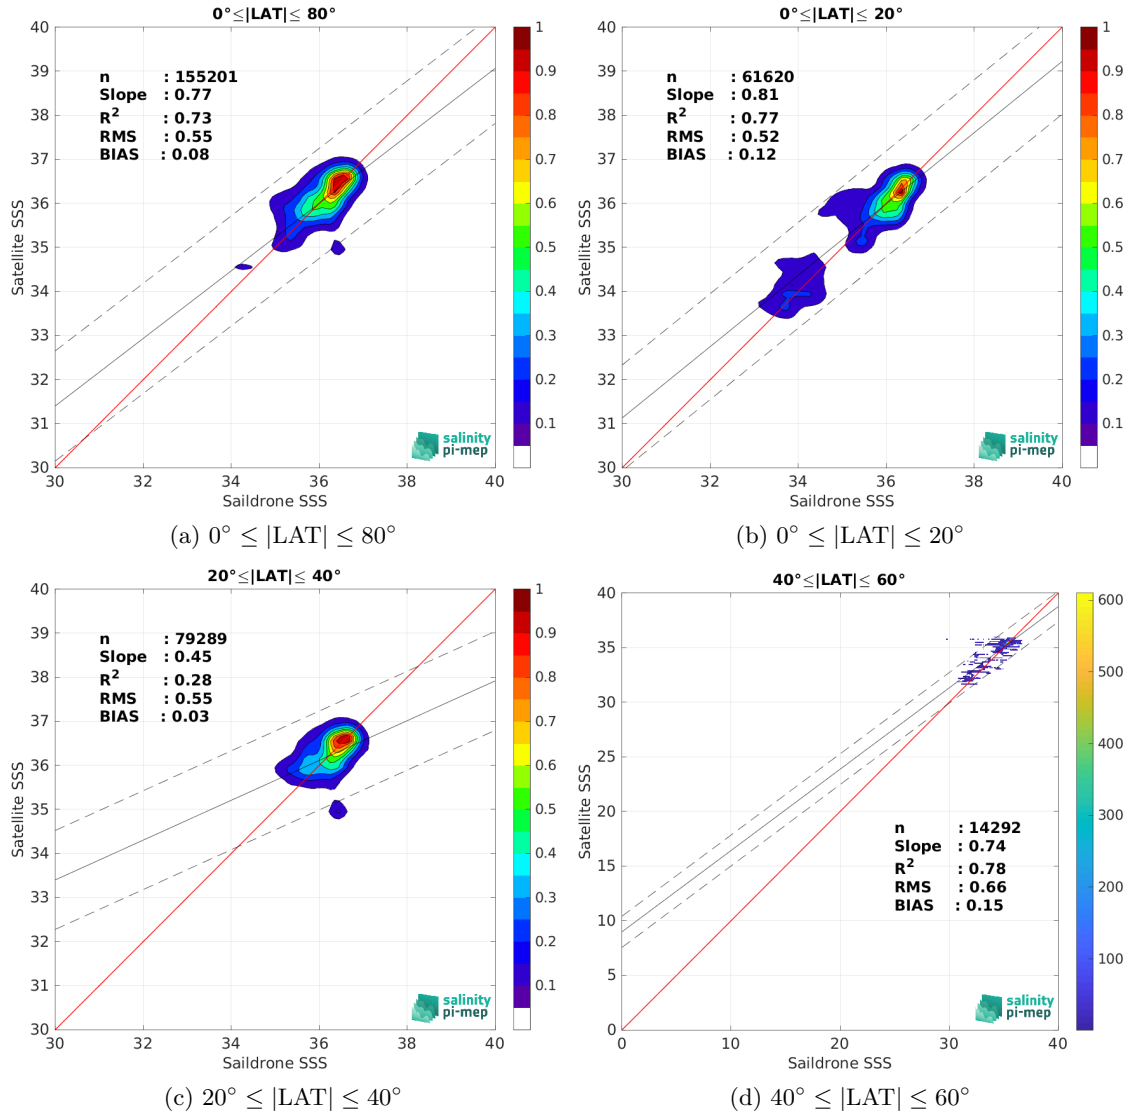 0°≤|LAT|≤ 80°
40
39
38
37
36
35
34
33
32
31
30
30 32 34 36 38 40
Satellite SSS
Saildrone SSS
n : 155201
Slope : 0.77
R² : 0.73
RMS : 0.55
BIAS : 0.08
salinity
pi-mep
1
0.9
0.8
0.7
0.6
0.5
0.4
0.3
0.2
0.1
(a) 0° ≤ |LAT| ≤ 80°
0°≤|LAT|≤ 20°
40
39
38
37
36
35
34
33
32
31
30
30 32 34 36 38 40
Satellite SSS
Saildrone SSS
n : 61620
Slope : 0.81
R² : 0.77
RMS : 0.52
BIAS : 0.12
salinity
pi-mep
1
0.9
0.8
0.7
0.6
0.5
0.4
0.3
0.2
0.1
(b) 0° ≤ |LAT| ≤ 20°
20°≤|LAT|≤ 40°
40
39
38
37
36
35
34
33
32
31
30
30 32 34 36 38 40
Satellite SSS
Saildrone SSS
n : 79289
Slope : 0.45
R² : 0.28
RMS : 0.55
BIAS : 0.03
salinity
pi-mep
1
0.9
0.8
0.7
0.6
0.5
0.4
0.3
0.2
0.1
(c) 20° ≤ |LAT| ≤ 40°
40°≤|LAT|≤ 60°
40
35
30
25
20
15
10
5
0
0 10 20 30 40
Satellite SSS
Saildrone SSS
n : 14292
Slope : 0.74
R² : 0.78
RMS : 0.66
BIAS : 0.15
salinity
pi-mep
600
500
400
300
200
100
(d) 40° ≤ |LAT| ≤ 60°